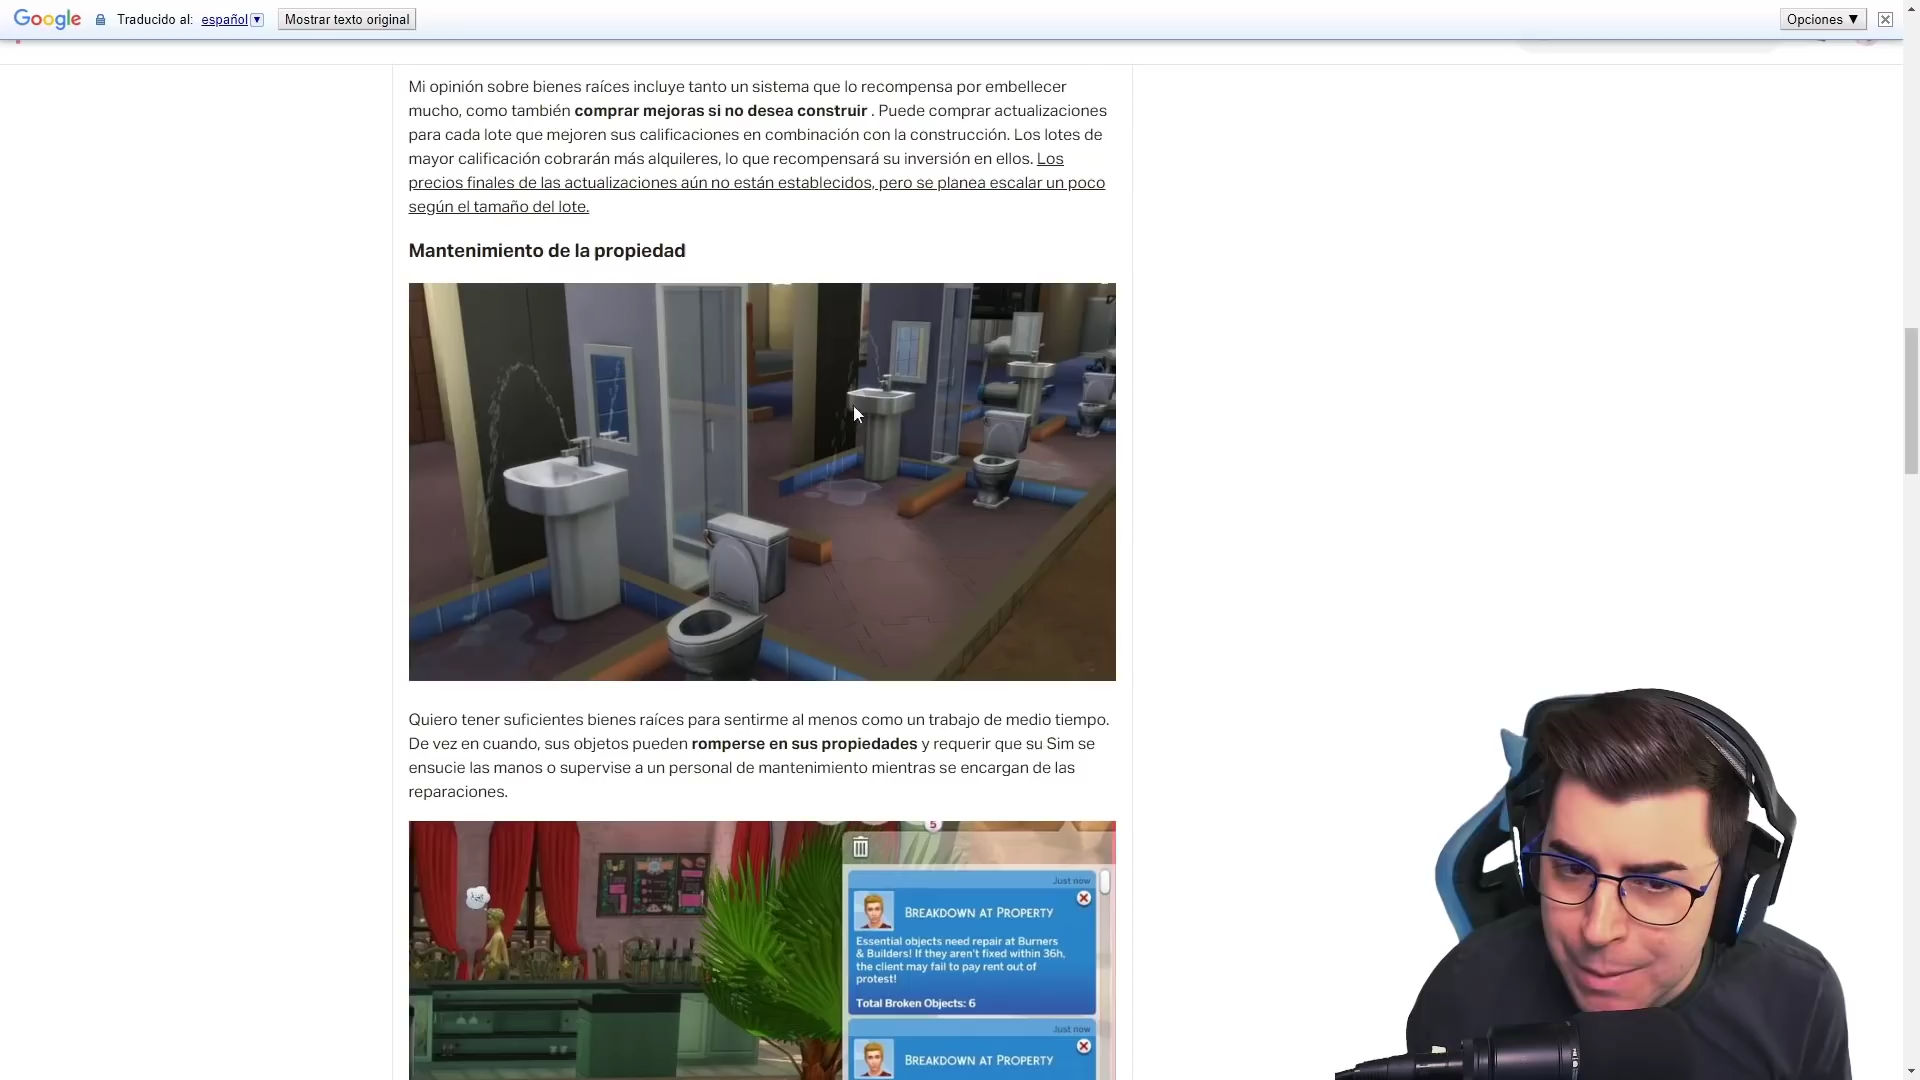 Google Traducido al: español Mostrar texto original Opciones ▼
Mi opinión sobre bienes raíces incluye tanto un sistema que lo recompensa por embellecer
mucho, como también comprar mejoras si no desea construir . Puede comprar actualizaciones
para cada lote que mejoren sus calificaciones en combinación con la construcción. Los lotes de
mayor calificación cobrarán más alquileres, lo que recompensará su inversión en ellos. Los
precios finales de las actualizaciones aún no están establecidos, pero se planea escalar un poco
según el tamaño del lote.
Mantenimiento de la propiedad
Quiero tener suficientes bienes raíces para sentirme al menos como un trabajo de medio tiempo.
De vez en cuando, sus objetos pueden romperse en sus propiedades y requerir que su Sim se
ensucie las manos o supervise a un personal de mantenimiento mientras se encargan de las
reparaciones.
5
Just now
BREAKDOWN AT PROPERTY
Essential objects need repair at Burners
& Builders! If they aren't fixed within 36h,
the client may fail to pay rent out of
protest!
Total Broken Objects: 6
Just now
BREAKDOWN AT PROPERTY